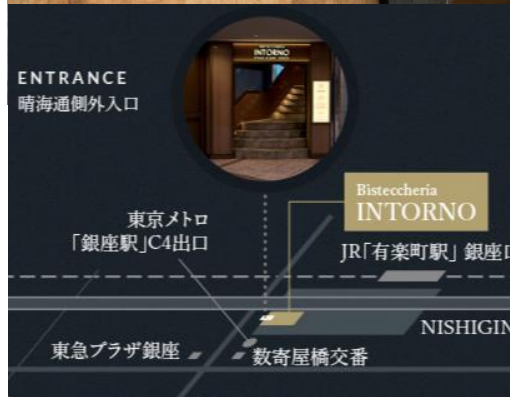 ENTRANCE
晴海通側外入口
Bisteccheria
INTORNO
INTORNO
東京メトロ
「銀座駅」C4出口
JR「有楽町駅」銀座
NISHIGIN
東急プラザ銀座
数寄屋橋交番